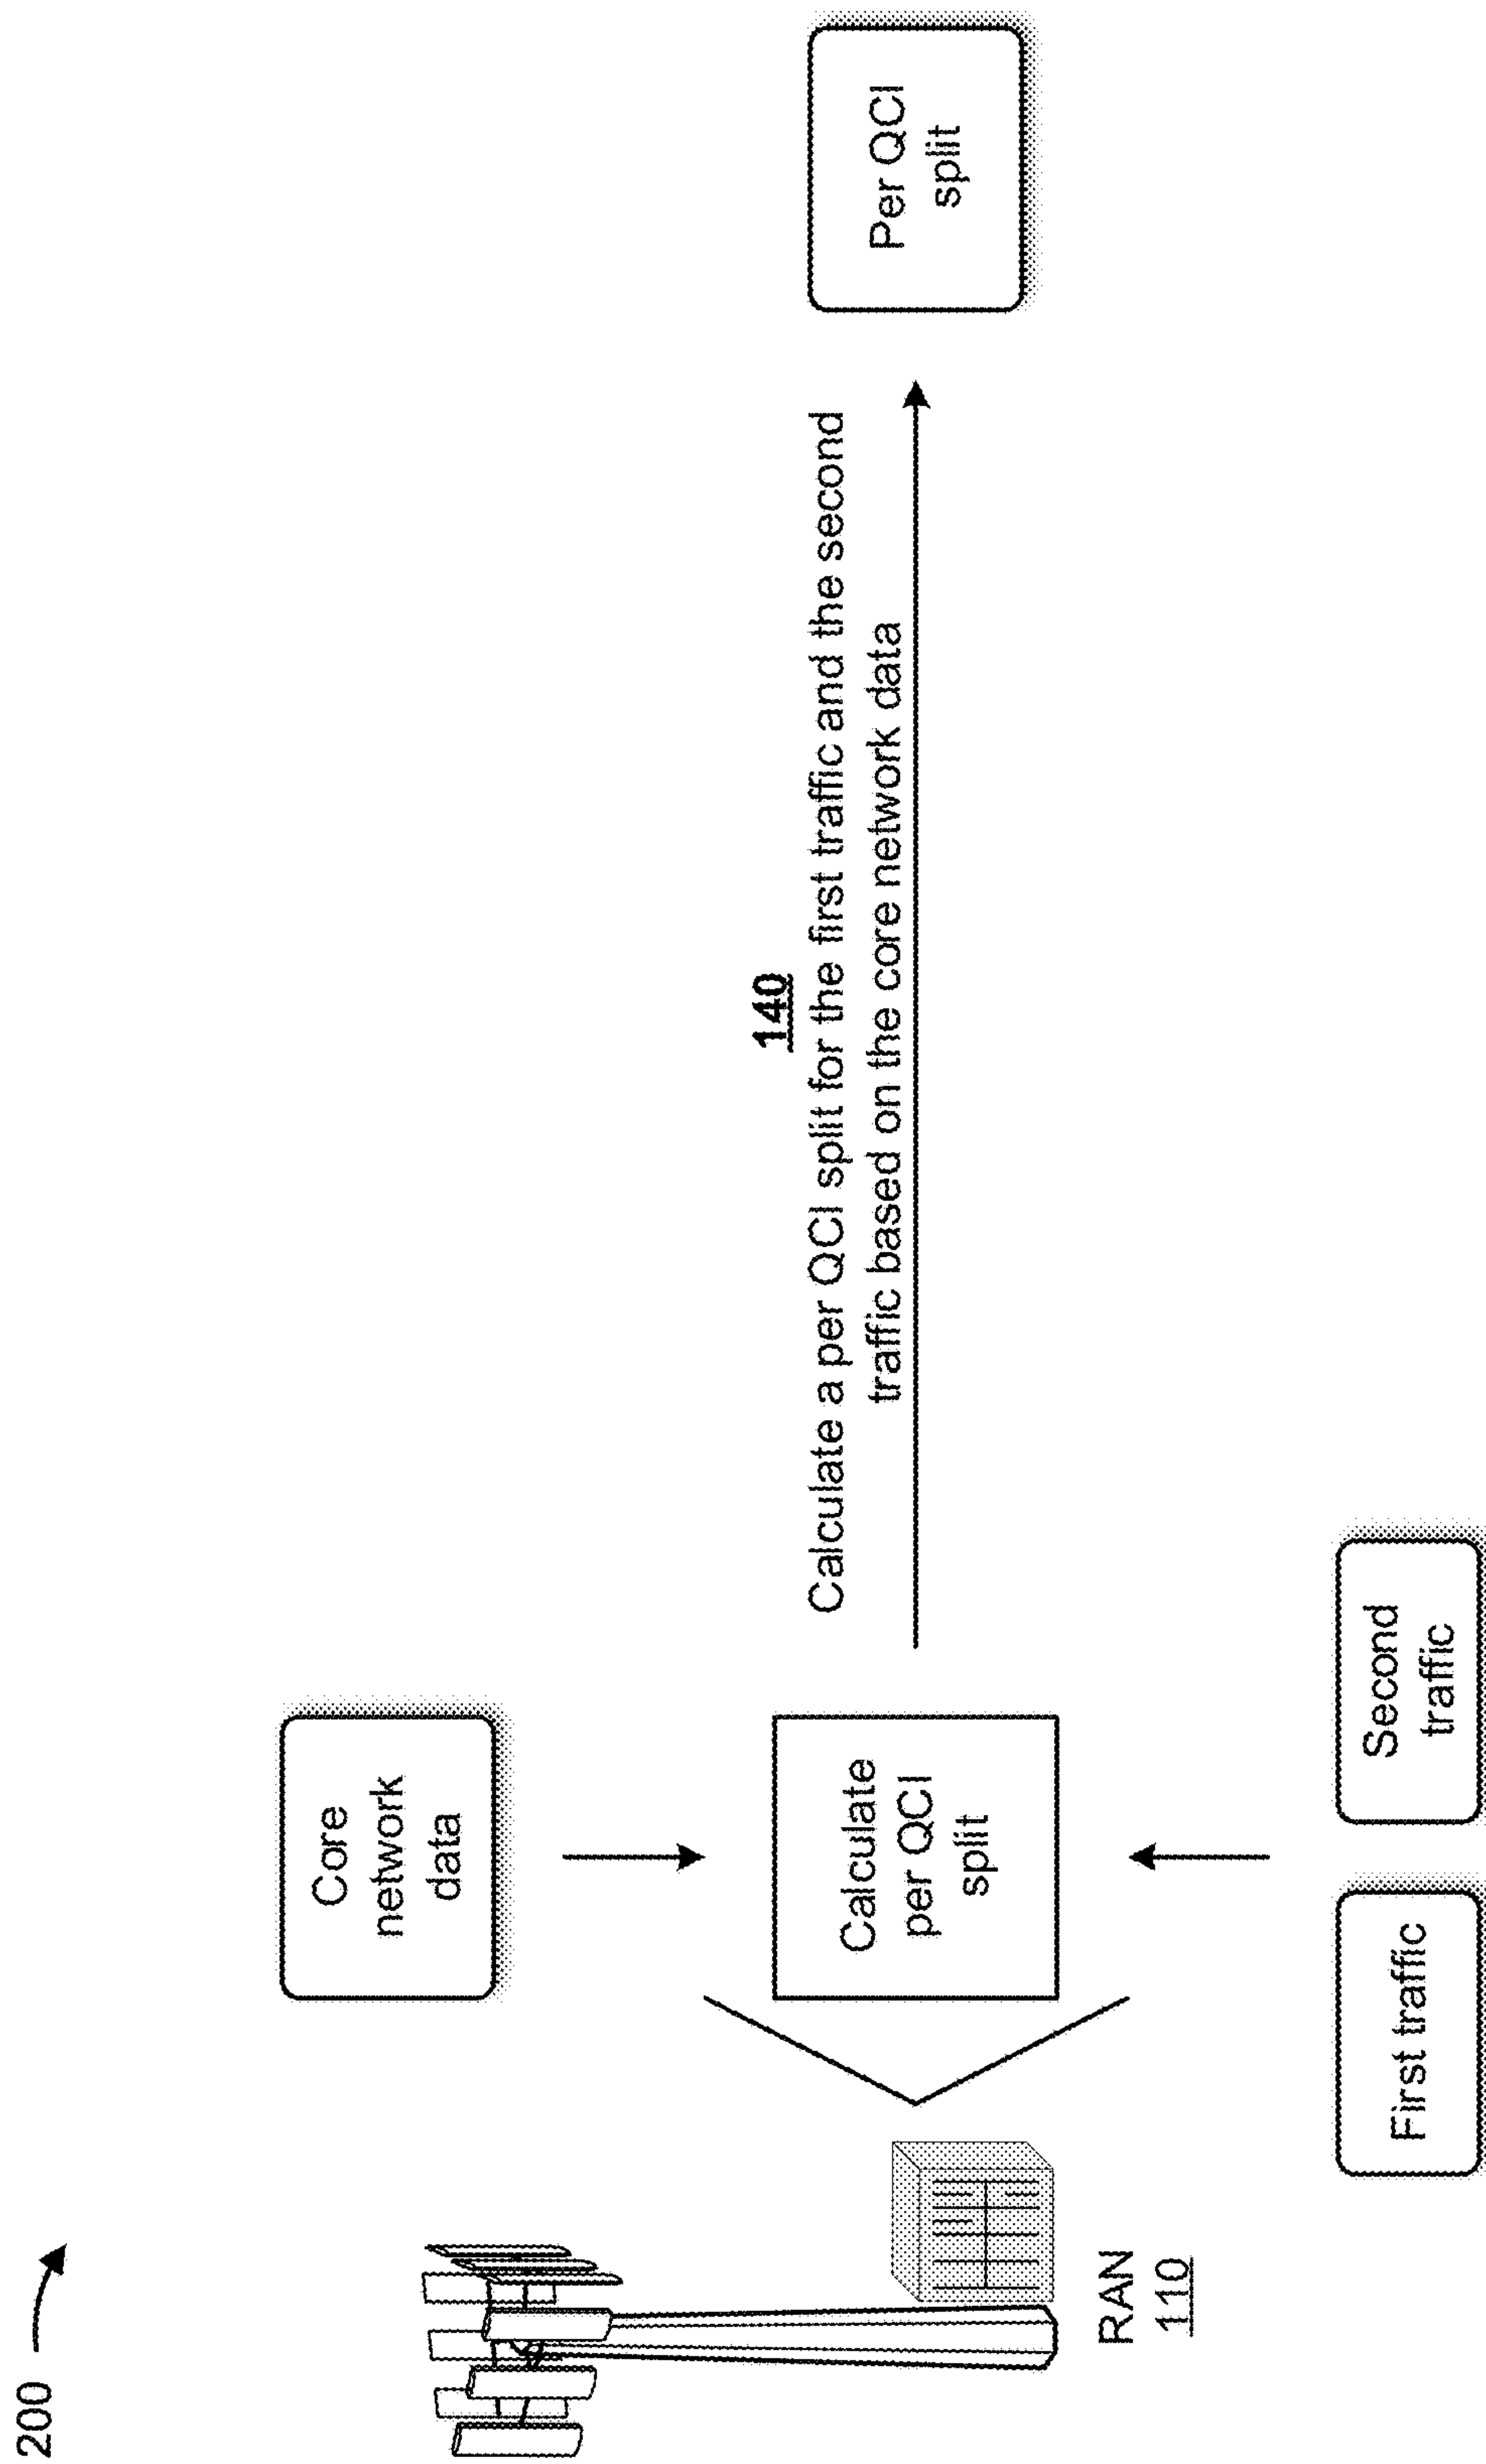 200
Core
network
data
140
Calculate a per QCI split for the first traffic and the second
traffic based on the core network data
Calculate
per QCI
split
Per QCI
split
RAN
110
First traffic
Second
traffic